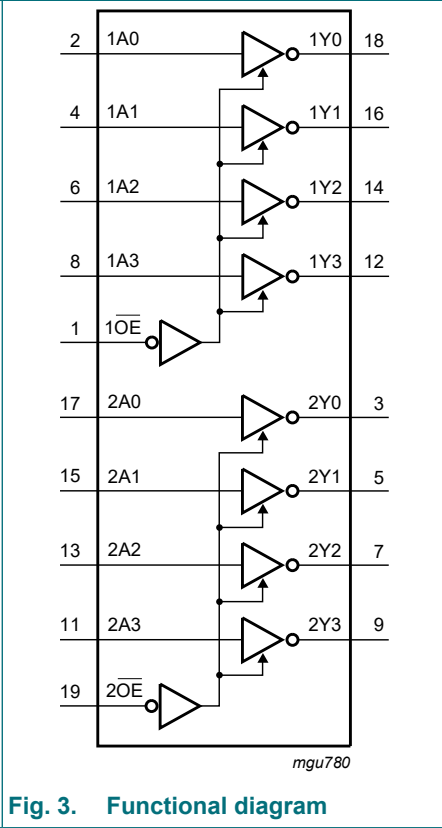 2 1A0 1Y0 18
4 1A1 1Y1 16
6 1A2 1Y2 14
8 1A3 1Y3 12
1 1O̅E̅
17 2A0 2Y0 3
15 2A1 2Y1 5
13 2A2 2Y2 7
11 2A3 2Y3 9
19 2O̅E̅
mgu780
Fig. 3. Functional diagram